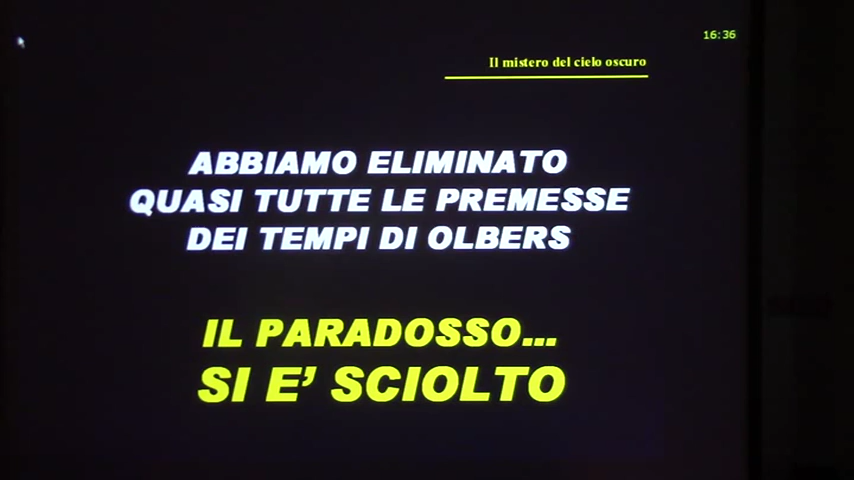 16:36
Il mistero del cielo oscuro
ABBIAMO ELIMINATO
QUASI TUTTE LE PREMESSE
DEI TEMPI DI OLBERS
IL PARADOSSO...
SI E’ SCIOLTO